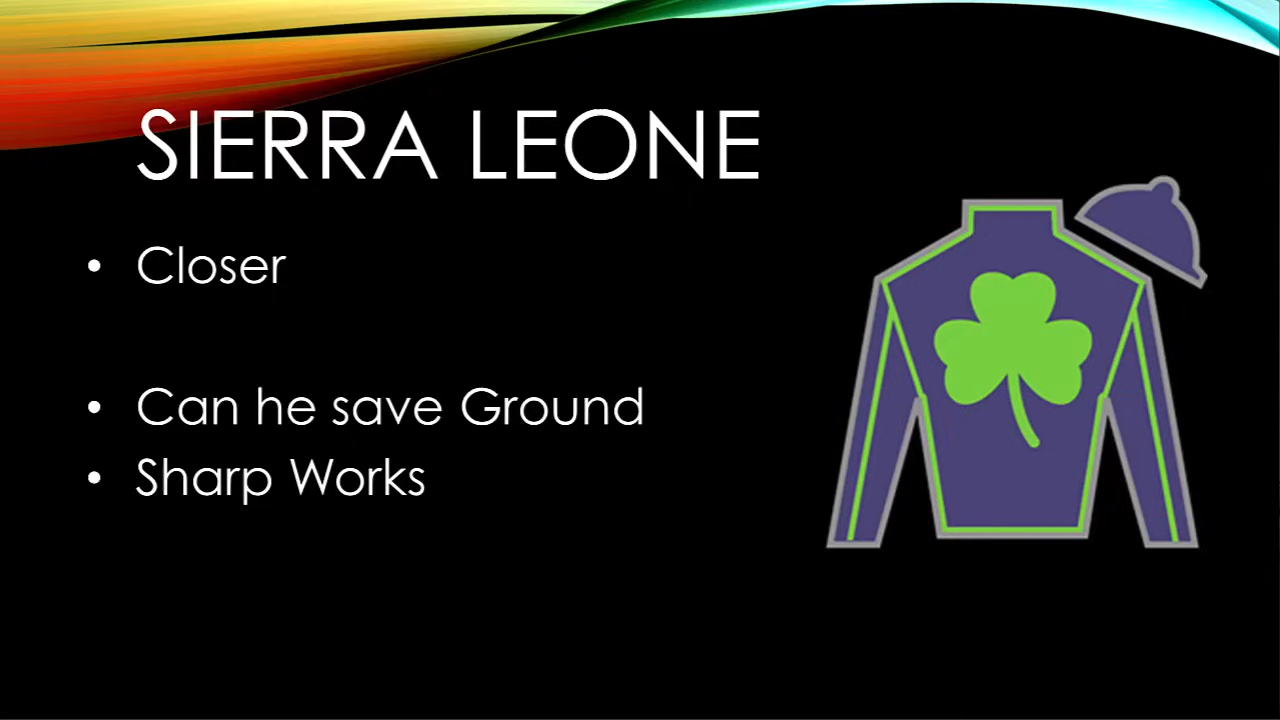 SIERRA LEONE
• Closer
• Can he save Ground
• Sharp Works